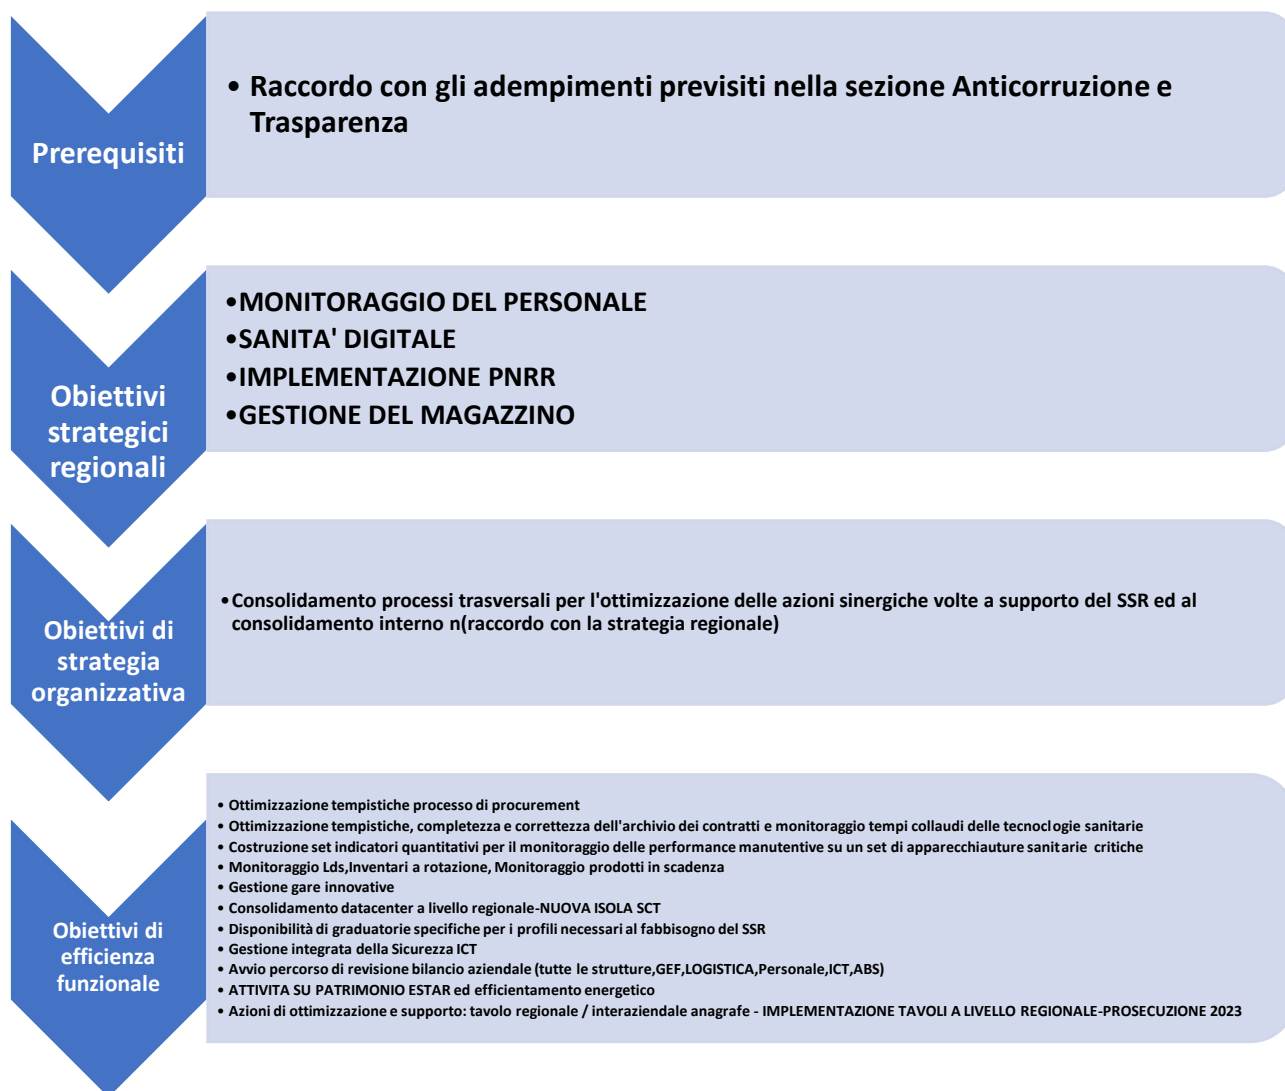 Prerequisiti
• Raccordo con gli adempimenti previsiti nella sezione Anticorruzione e
Trasparenza
Obiettivi
strategici
regionali
•MONITORAGGIO DEL PERSONALE
•SANITA' DIGITALE
•IMPLEMENTAZIONE PNRR
•GESTIONE DEL MAGAZZINO
Obiettivi di
strategia
organizzativa
•Consolidamento processi trasversali per l'ottimizzazione delle azioni sinergiche volte a supporto del SSR ed al
consolidamento interno n(raccordo con la strategia regionale)
Obiettivi di
efficienza
funzionale
• Ottimizzazione tempistiche processo di procurement
• Ottimizzazione tempistiche, completezza e correttezza dell'archivio dei contratti e monitoraggio tempi collaudi delle tecnoclogie sanitarie
• Costruzione set indicatori quantitativi per il monitoraggio delle performance manutentive su un set di apparecchiauture sanitarie critiche
• Monitoraggio Lds,Inventari a rotazione, Monitoraggio prodotti in scadenza
• Gestione gare innovative
• Consolidamento datacenter a livello regionale-NUOVA ISOLA SCT
• Disponibilità di graduatorie specifiche per i profili necessari al fabbisogno del SSR
• Gestione integrata della Sicurezza ICT
• Avvio percorso di revisione bilancio aziendale (tutte le strutture,GEF,LOGISTICA,Personale,ICT,ABS)
• ATTIVITA SU PATRIMONIO ESTAR ed efficientamento energetico
• Azioni di ottimizzazione e supporto: tavolo regionale / interaziendale anagrafe - IMPLEMENTAZIONE TAVOLI A LIVELLO REGIONALE-PROSECUZIONE 2023